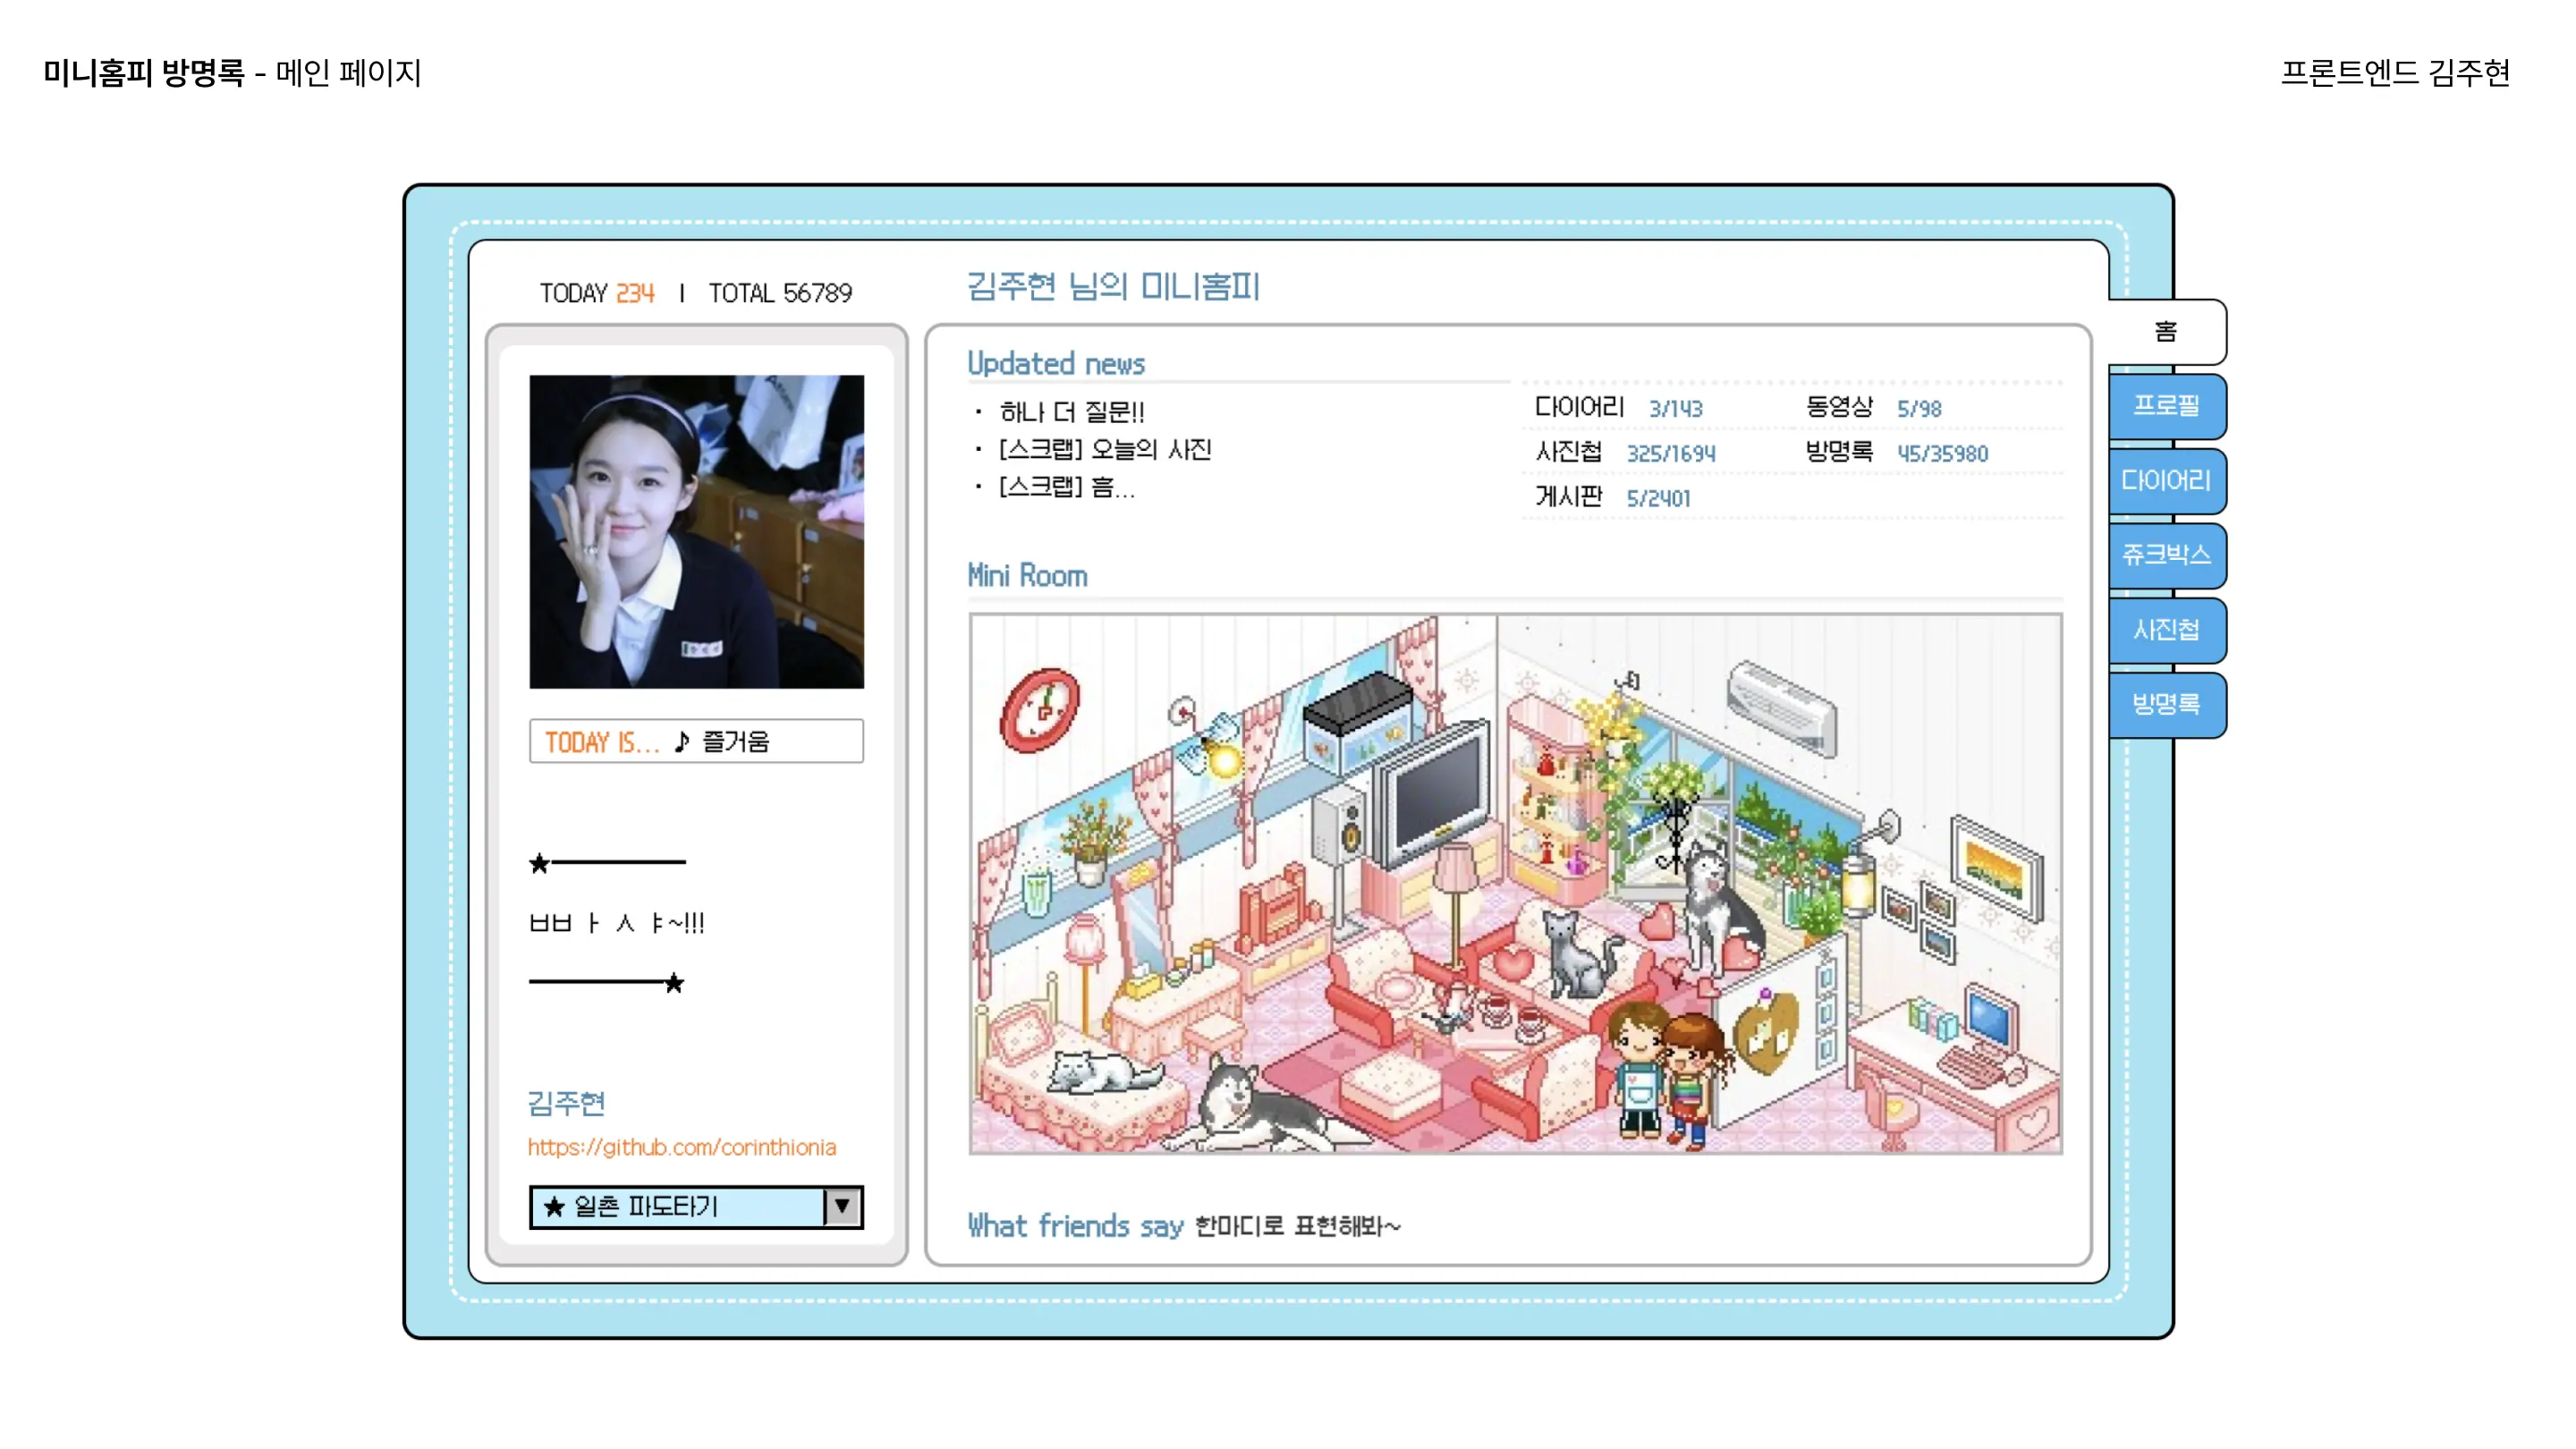 미니홈피 방명록 - 메인 페이지
프론트엔드 김주현
TODAY 234 | TOTAL 56789
김주현 님의 미니홈피
TODAY IS... ♪ 즐거움
★──────
ㅃ ㅏ ㅅ ㅑ~!!!
──────★
김주현
https://github.com/corinthionia
★ 일촌 파도타기 ▼
Updated news
· 하나 더 질문!!
· [스크랩] 오늘의 사진
· [스크랩] 흠...
다이어리 3/143 동영상 5/98
사진첩 325/1694 방명록 45/35980
게시판 5/2401
Mini Room
What friends say 한마디로 표현해봐~
홈
프로필
다이어리
쥬크박스
사진첩
방명록